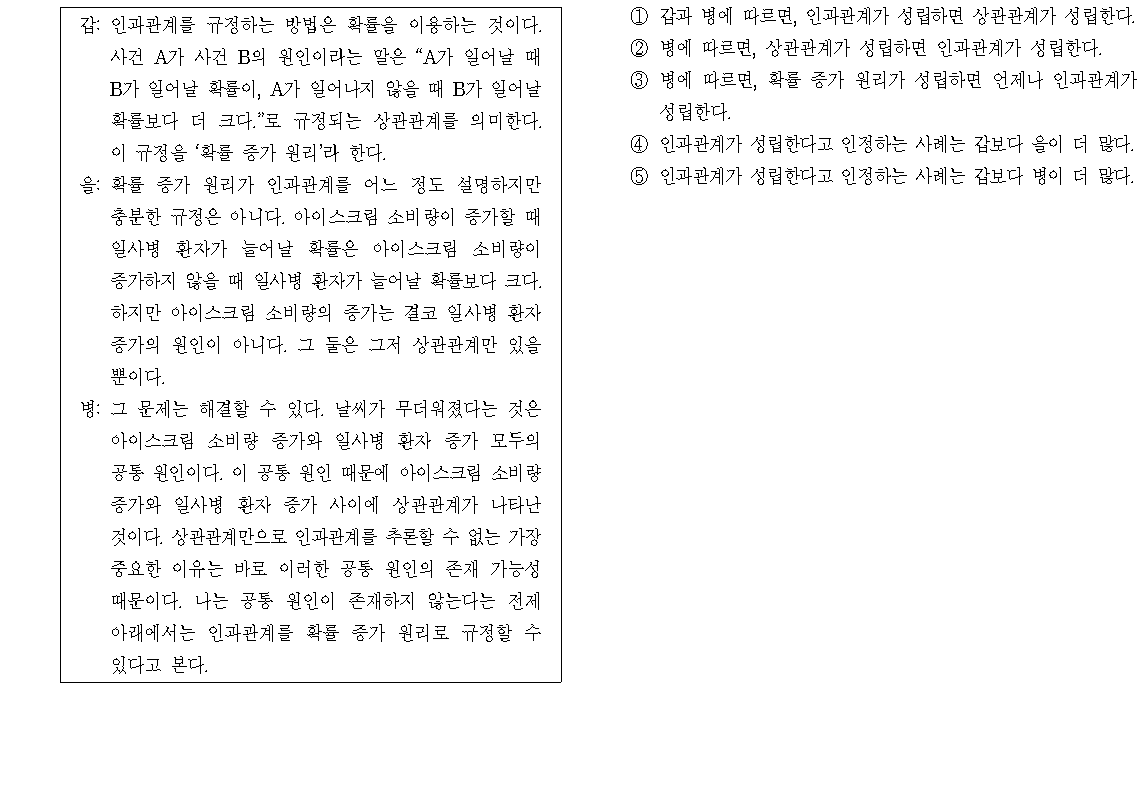 갑: 인과관계를 규정하는 방법은 확률을 이용하는 것이다.
사건 A가 사건 B의 원인이라는 말은 “A가 일어날 때
B가 일어날 확률이, A가 일어나지 않을 때 B가 일어날
확률보다 더 크다.”로 규정되는 상관관계를 의미한다.
이 규정을 ‘확률 증가 원리’라 한다.
을: 확률 증가 원리가 인과관계를 어느 정도 설명하지만
충분한 규정은 아니다. 아이스크림 소비량이 증가할 때
일사병 환자가 늘어날 확률은 아이스크림 소비량이
증가하지 않을 때 일사병 환자가 늘어날 확률보다 크다.
하지만 아이스크림 소비량의 증가는 결코 일사병 환자
증가의 원인이 아니다. 그 둘은 그저 상관관계만 있을
뿐이다.
병: 그 문제는 해결할 수 있다. 날씨가 무더워졌다는 것은
아이스크림 소비량 증가와 일사병 환자 증가 모두의
공통 원인이다. 이 공통 원인 때문에 아이스크림 소비량
증가와 일사병 환자 증가 사이에 상관관계가 나타난
것이다. 상관관계만으로 인과관계를 추론할 수 없는 가장
중요한 이유는 바로 이러한 공통 원인의 존재 가능성
때문이다. 나는 공통 원인이 존재하지 않는다는 전제
아래에서는 인과관계를 확률 증가 원리로 규정할 수
있다고 본다.
① 갑과 병에 따르면, 인과관계가 성립하면 상관관계가 성립한다.
② 병에 따르면, 상관관계가 성립하면 인과관계가 성립한다.
③ 병에 따르면, 확률 증가 원리가 성립하면 언제나 인과관계가
성립한다.
④ 인과관계가 성립한다고 인정하는 사례는 갑보다 을이 더 많다.
⑤ 인과관계가 성립한다고 인정하는 사례는 갑보다 병이 더 많다.